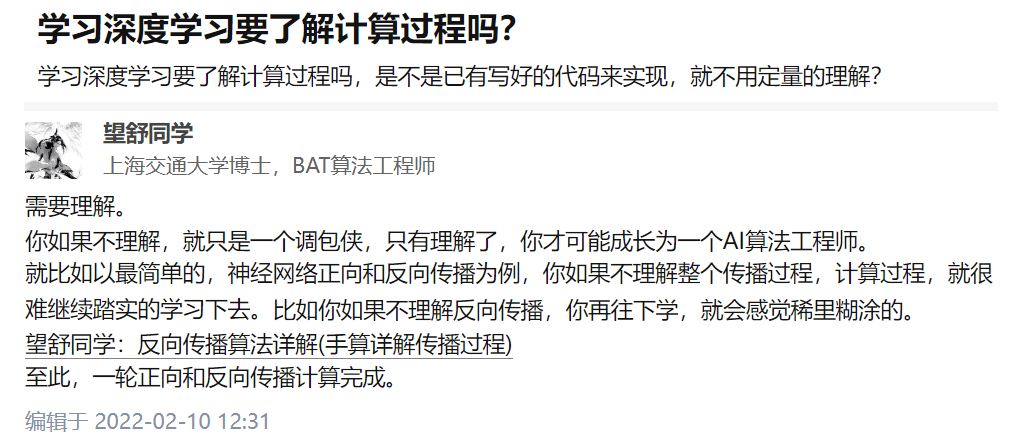 学习深度学习要了解计算过程吗？
学习深度学习要了解计算过程吗，是不是已有写好的代码来实现，就不用定量的理解？
望舒同学
上海交通大学博士，BAT算法工程师
需要理解。
你如果不理解，就只是一个调包侠，只有理解了，你才可能成长为一个AI算法工程师。
就比如以最简单的，神经网络正向和反向传播为例，你如果不理解整个传播过程，计算过程，就很
难继续踏实的学习下去。比如你如果不理解反向传播，你再往下学，就会感觉稀里糊涂的。
望舒同学：反向传播算法详解(手算详解传播过程)
至此，一轮正向和反向传播计算完成。
编辑于 2022-02-10 12:31